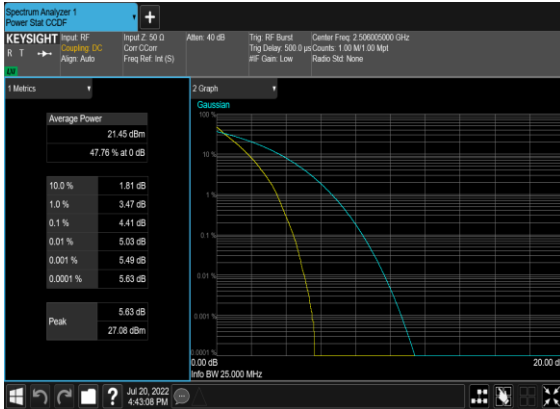 Spectrum Analyzer 1
Power Stat CCDF
KEYSIGHT Input: RF Input Z: 50 Ω Atten: 40 dB Trig: RF Burst Center Freq: 2.506005000 GHz
R T Coupling: DC Corr CCorr Trig Delay: 500.0 µs Counts: 1.00 M/1.00 Mpt
Align: Auto Freq Ref: Int (S) #IF Gain: Low Radio Std: None
1 Metrics
2 Graph
Average Power
21.45 dBm
47.76 % at 0 dB
10.0 % 1.81 dB
1.0 % 3.47 dB
0.1 % 4.41 dB
0.01 % 5.03 dB
0.001 % 5.49 dB
0.0001 % 5.63 dB
Peak
5.63 dB
27.08 dBm
Gaussian
100 %
10 %
1 %
0.1 %
0.01 %
0.001 %
0.0001 %
0.00 dB
20.00 d
Info BW 25.000 MHz
?
Jul 20, 2022
4:43:08 PM